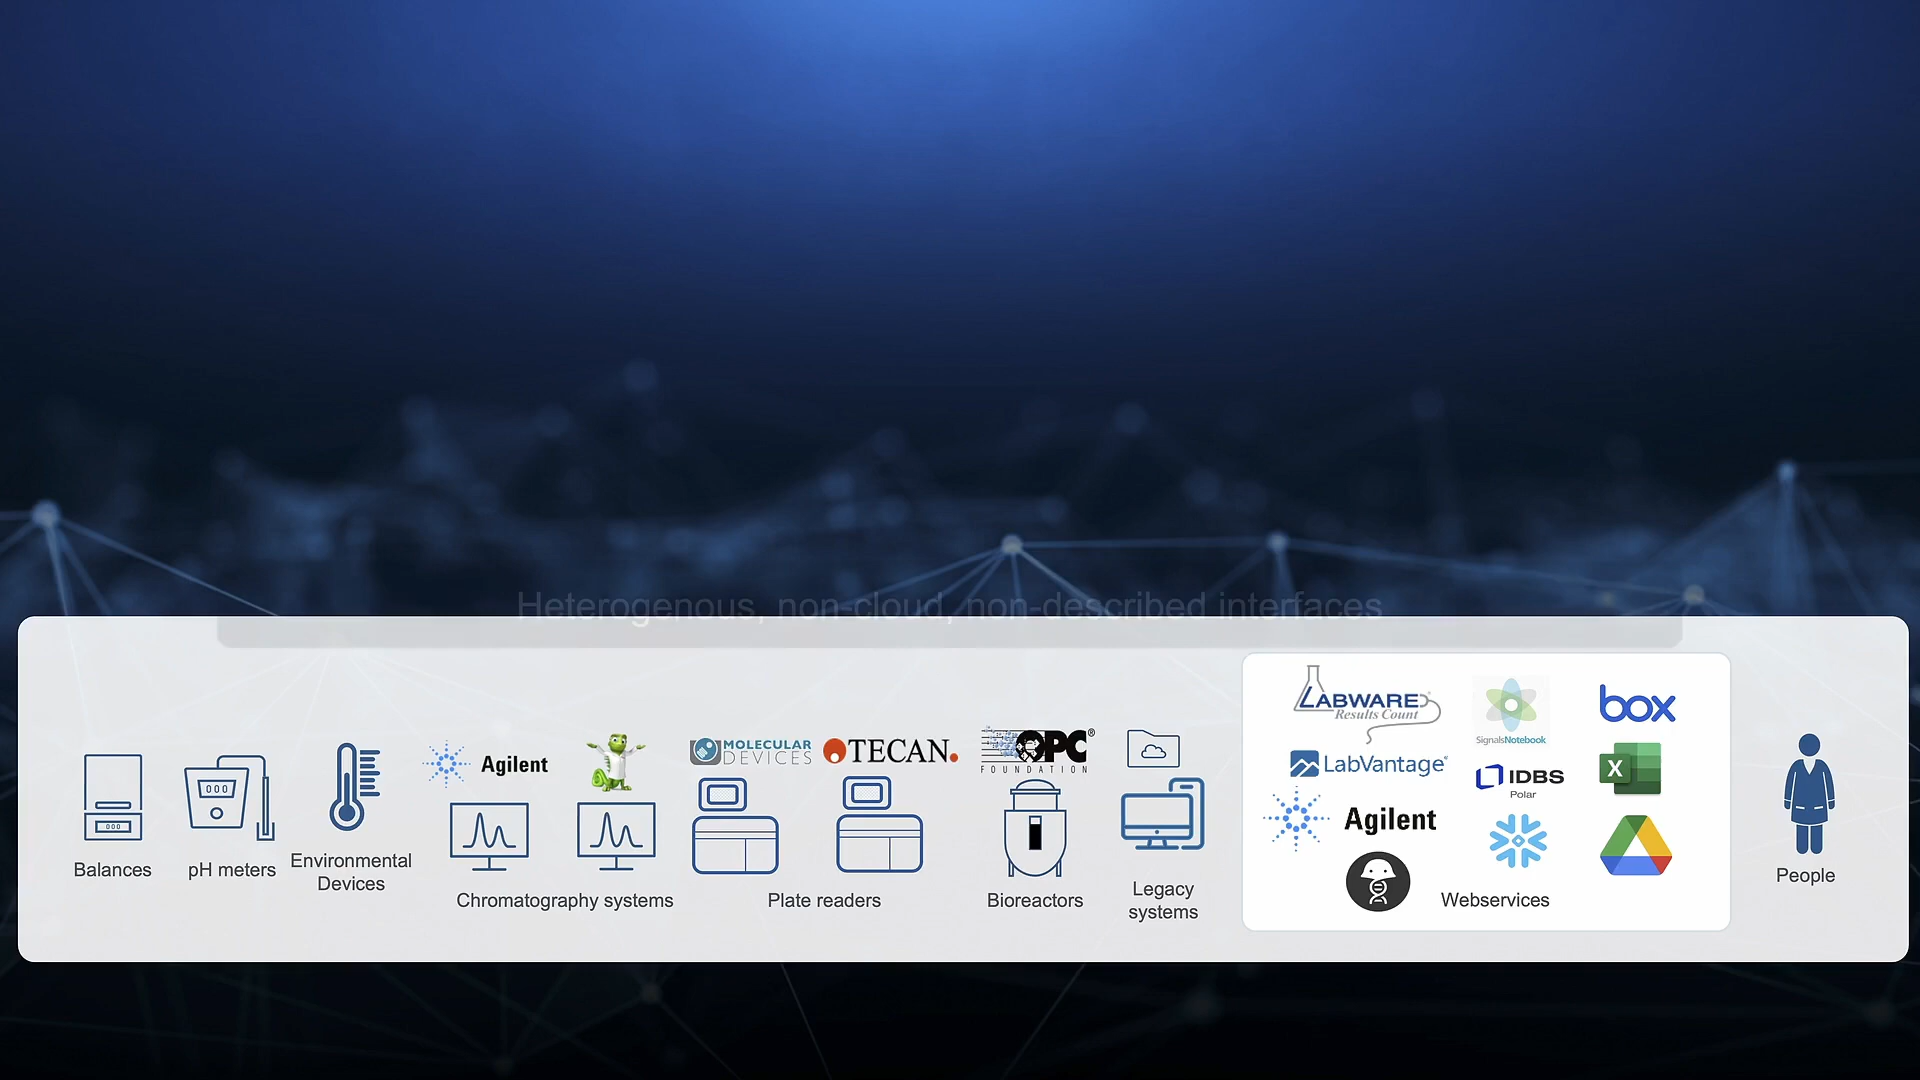 Heterogenous, non-cloud, non-described interfaces
Balances
pH meters
Environmental
Devices
Agilent
Chromatography systems
MOLECULAR
DEVICES
TECAN.
Plate readers
OPC®
FOUNDATION
Bioreactors
Legacy
systems
LABWARE
Results Count
SignalsNotebook
box
LabVantage
IDBS
Polar
X
Agilent
Webservices
People